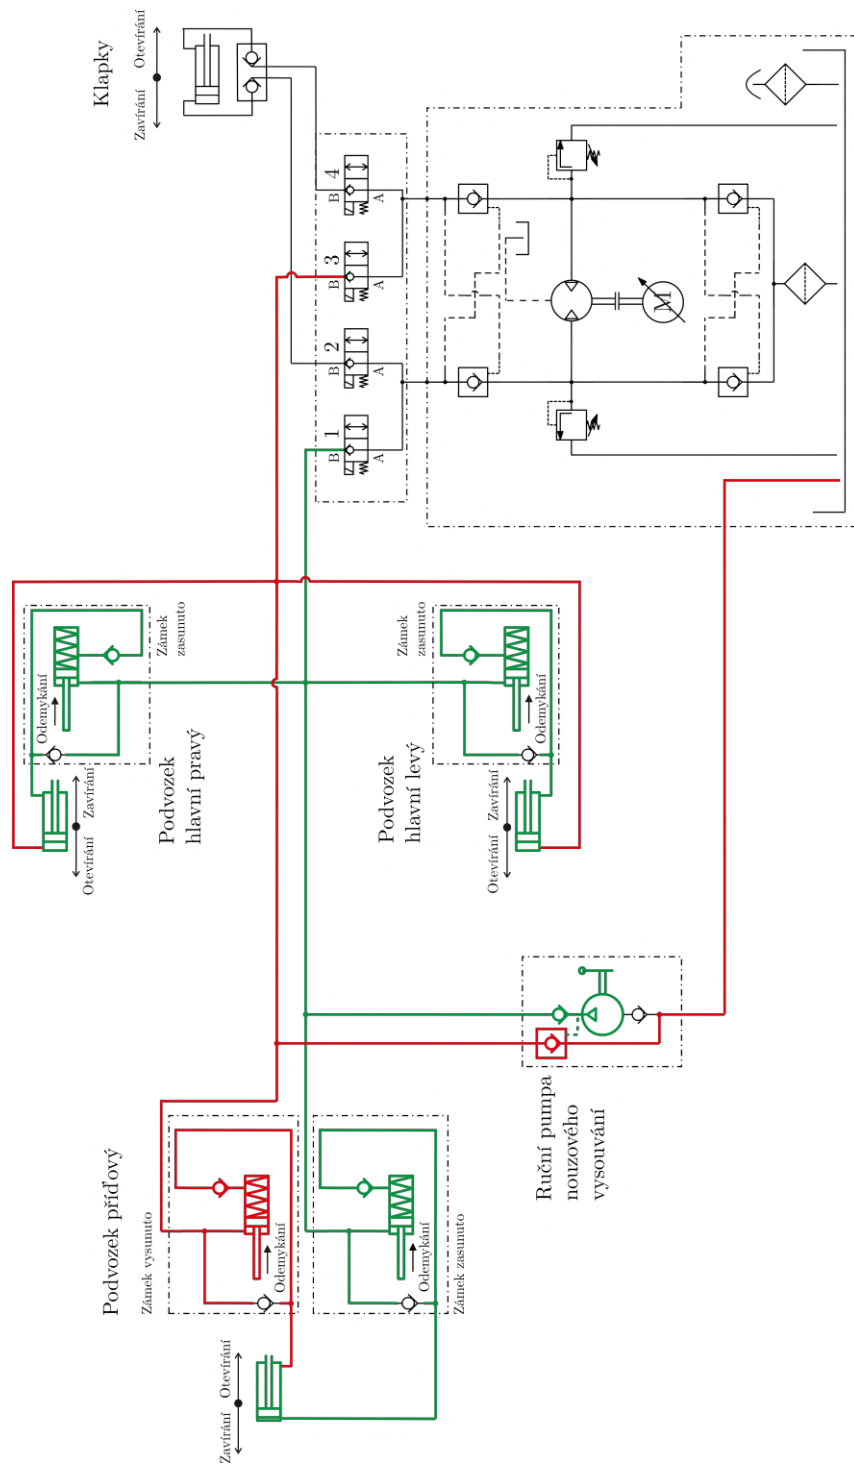 Klapky
Zavírání
Otevírání
B
4
A
B
3
A
B
2
A
B
1
A
M
Zámek
zasunuto
Odemykání
Podvozek
hlavní pravý
Otevírání
Zavírání
Zámek
zasunuto
Odemykání
Podvozek
hlavní levý
Otevírání
Zavírání
Ruční pumpa
nouzového
vysouvání
Podvozek příďový
Zámek vysunuto
Odemykání
Zámek zasunuto
Odemykání
Zavírání
Otevírání